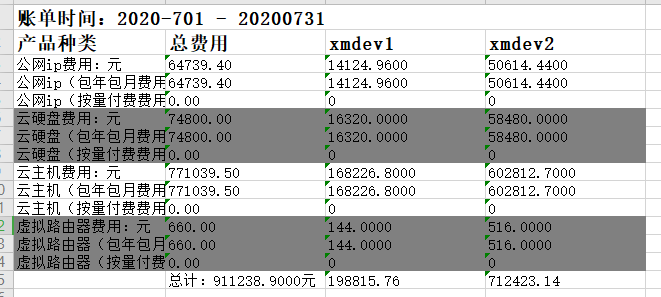 账单时间：2020-701 - 20200731
产品种类 总费用 xmdev1 xmdev2
公网ip费用：元 64739.40 14124.9600 50614.4400
公网ip（包年包月费用 64739.40 14124.9600 50614.4400
公网ip（按量付费费用 0.00 0 0
云硬盘费用：元 74800.00 16320.0000 58480.0000
云硬盘（包年包月费用 74800.00 16320.0000 58480.0000
云硬盘（按量付费费用 0.00 0 0
云主机费用：元 771039.50 168226.8000 602812.7000
云主机（包年包月费用 771039.50 168226.8000 602812.7000
云主机（按量付费费用 0.00 0 0
2 虚拟路由器费用：元 660.00 144.0000 516.0000
3 虚拟路由器（包年包月 660.00 144.0000 516.0000
4 虚拟路由器（按量付费 0.00 0 0
5 总计：911238.9000元 198815.76 712423.14